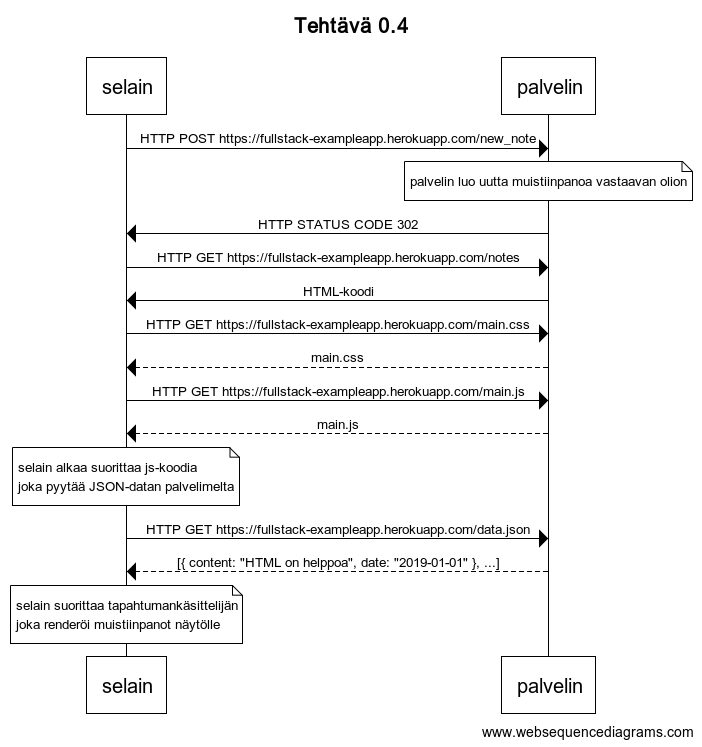 Tehtävä 0.4
selain
palvelin
HTTP POST https://fullstack-exampleapp.herokuapp.com/new_note
palvelin luo uutta muistiinpanoa vastaavan olion
HTTP STATUS CODE 302
HTTP GET https://fullstack-exampleapp.herokuapp.com/notes
HTML-koodi
HTTP GET https://fullstack-exampleapp.herokuapp.com/main.css
main.css
HTTP GET https://fullstack-exampleapp.herokuapp.com/main.js
main.js
selain alkaa suorittaa js-koodia
joka pyytää JSON-datan palvelimelta
HTTP GET https://fullstack-exampleapp.herokuapp.com/data.json
[{ content: "HTML on helppoa", date: "2019-01-01" }, ...]
selain suorittaa tapahtumankäsittelijän
joka renderöi muistiinpanot näytölle
selain
palvelin
www.websequencediagrams.com